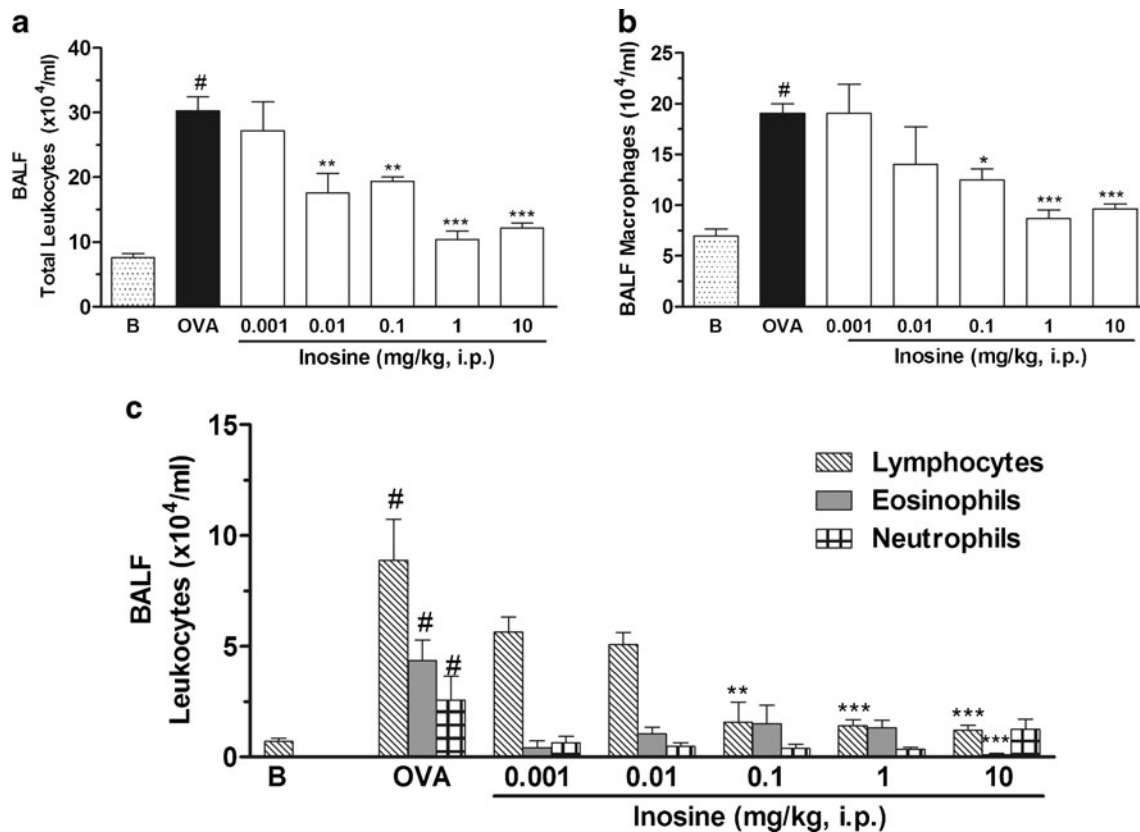 a
BALF
Total Leukocytes (x10⁴/ml)
40
30
20
10
0
#
**
**
***
***
B OVA 0.001 0.01 0.1 1 10
Inosine (mg/kg, i.p.)
b
BALF Macrophages (10⁴/ml)
25
20
15
10
5
0
#
*
***
***
B OVA 0.001 0.01 0.1 1 10
Inosine (mg/kg, i.p.)
c
BALF
Leukocytes (x10⁴/ml)
15
10
5
0
Lymphocytes
Eosinophils
Neutrophils
#
#
#
**
***
***
***
B OVA 0.001 0.01 0.1 1 10
Inosine (mg/kg, i.p.)